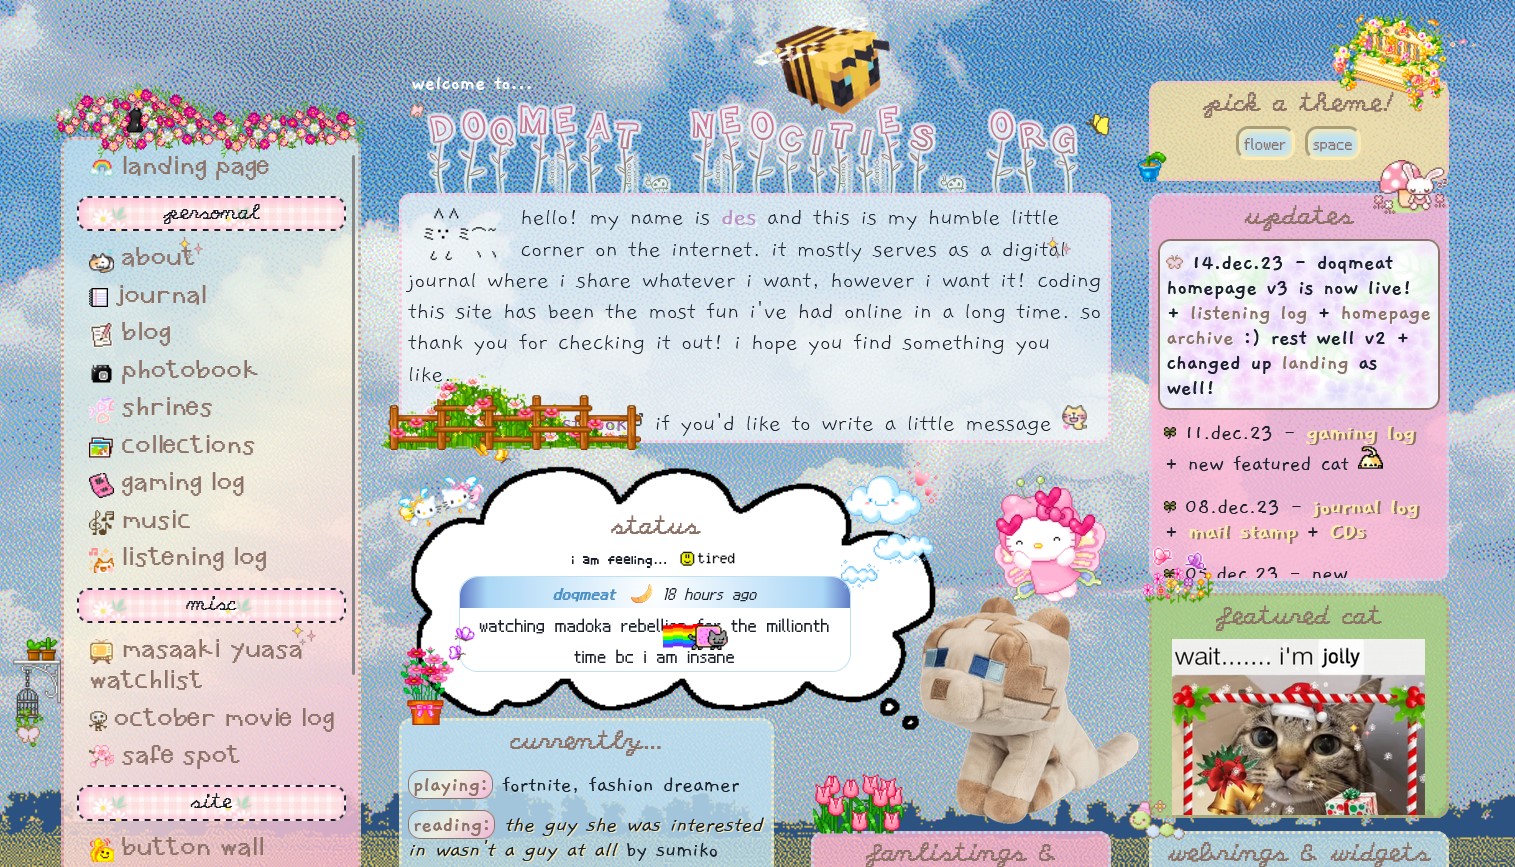 landing page
personal
about
journal
blog
photobook
shrines
collections
gaming log
music
listening log
misc
masaaki yuasa
watchlist
october movie log
safe spot
site
button wall
welcome to...
DOQMEAT. NEOCITIES. ORG
hello! my name is des and this is my humble little
corner on the internet. it mostly serves as a digital
journal where i share whatever i want, however i want it! coding
this site has been the most fun i've had online in a long time. so
thank you for checking it out! i hope you find something you
like.
if you'd like to write a little message
status
i am feeling... tired
doqmeat 18 hours ago
watching madoka rebellion for the millionth
time bc i am insane
currently...
playing: fortnite, fashion dreamer
reading: the guy she was interested
in wasn't a guy at all by sumiko
fanlistings &
pick a theme!
flower space
updates
14.dec.23 - doqmeat
homepage v3 is now live!
+ listening log + homepage
archive :) rest well v2 +
changed up landing as
well!
11.dec.23 - gaming log
+ new featured cat
08.dec.23 - journal log
+ mail stamp + CDs
dec.23 - new
featured cat
wait....... i'm jolly
webrings & widgets